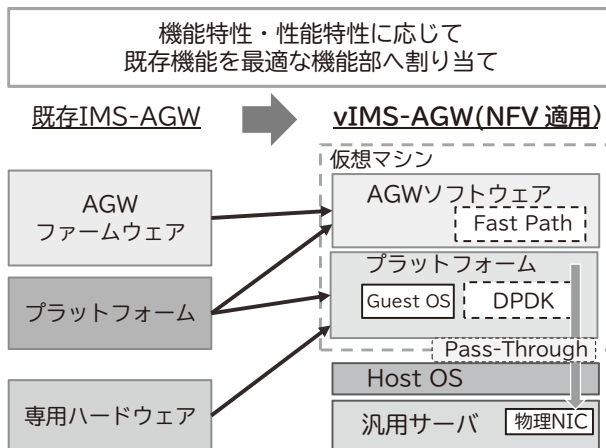 機能特性・性能特性に応じて
既存機能を最適な機能部へ割り当て
既存IMS-AGW
vIMS-AGW(NFV 適用)
仮想マシン
AGW
ファームウェア
AGWソフトウェア
Fast Path
プラットフォーム
プラットフォーム
Guest OS
DPDK
Pass-Through
Host OS
専用ハードウェア
汎用サーバ
物理NIC